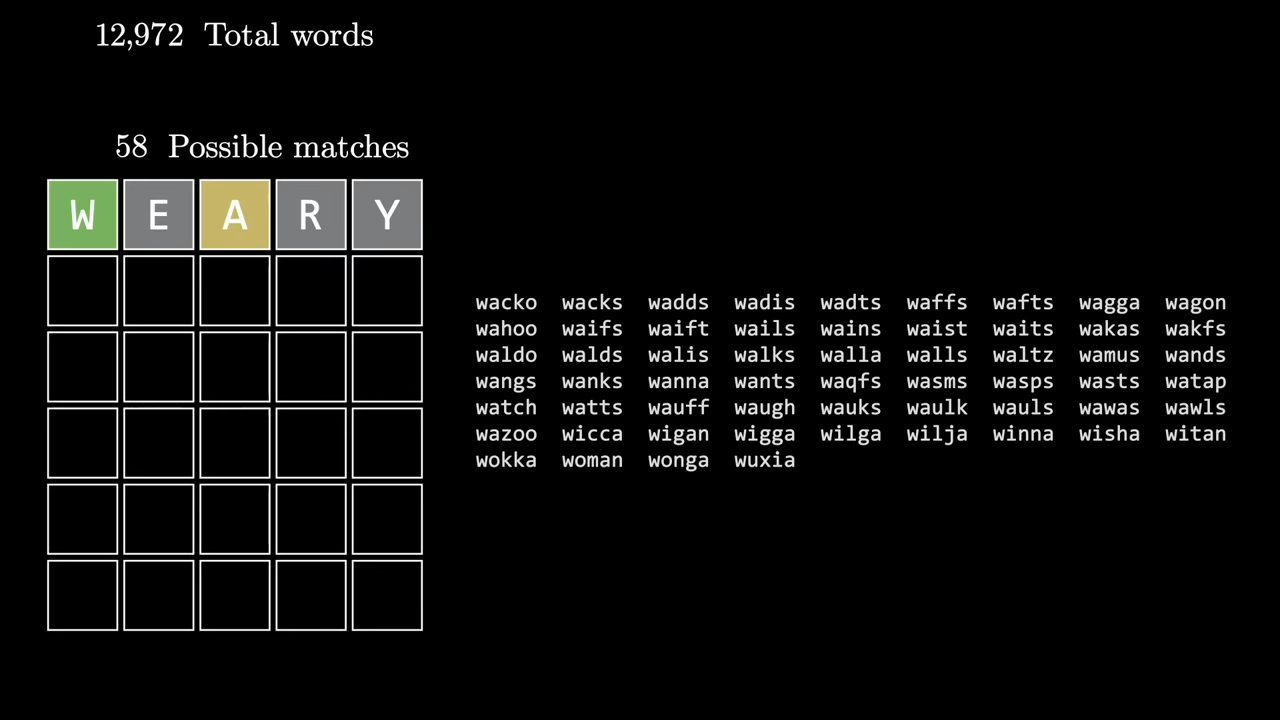 12,972 Total words
58 Possible matches
W E A R Y
wacko wacks wadds wadis wadts waffs wafts wagga wagon
wahoo waifs waift wails wains waist waits wakas wakfs
waldo walds walis walks walla walls waltz wamus wands
wangs wanks wanna wants waqfs wasms wasps wasts watap
watch watts wauff waugh wauks waulk wauls wawas wawls
wazoo wicca wigan wigga wilga wilja winna wisha witan
wokka woman wonga wuxia